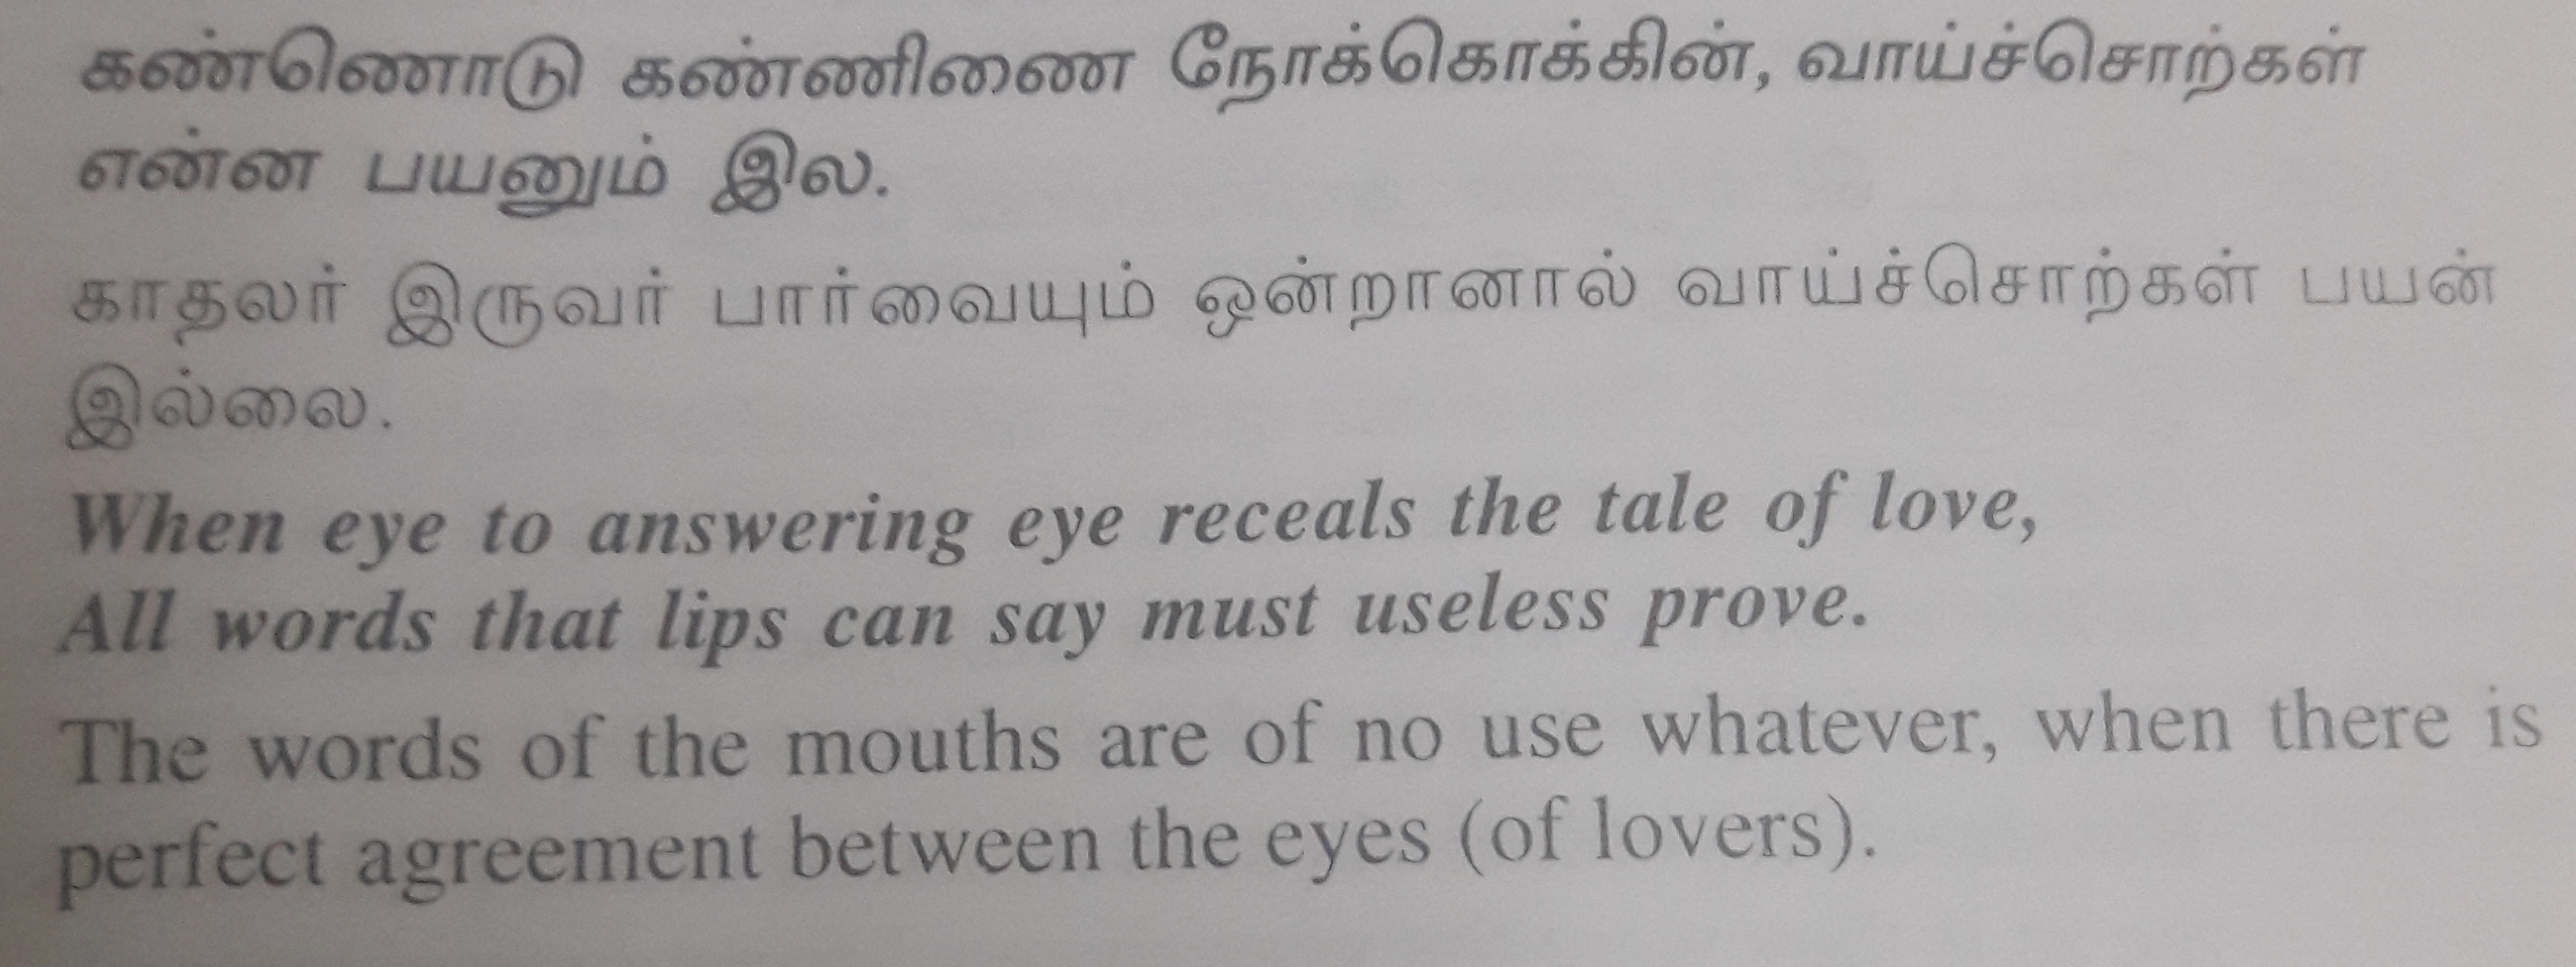 கண்ணொடு கண்ணிணை நோக்கொக்கின், வாய்ச்சொற்கள்
என்ன பயனும் இல.
காதலர் இருவர் பார்வையும் ஒன்றானால் வாய்ச்சொற்கள் பயன்
இல்லை.
When eye to answering eye receals the tale of love,
All words that lips can say must useless prove.
The words of the mouths are of no use whatever, when there is
perfect agreement between the eyes (of lovers).